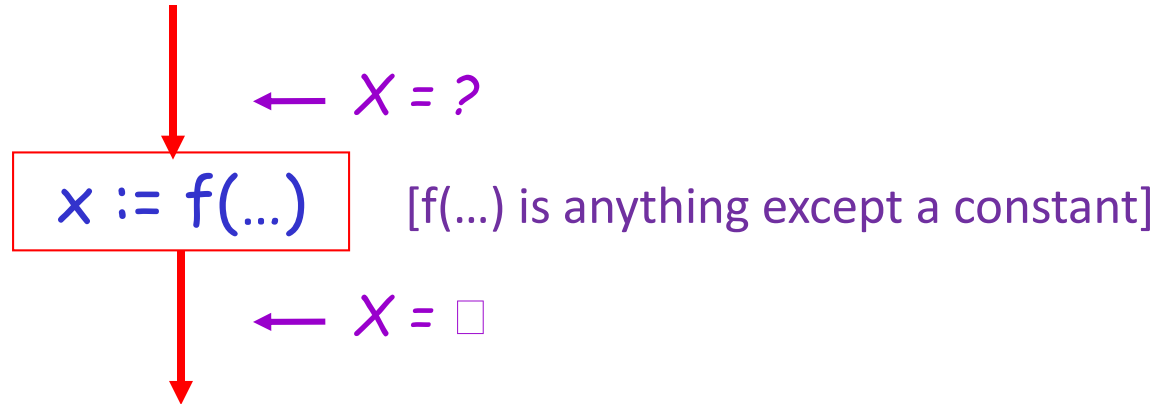 X = ?
x := f(...) [f(...) is anything except a constant]
X = □